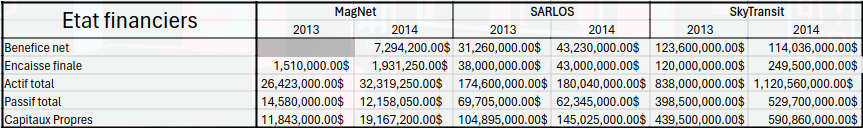 Etat financiers MagNet SARLOS SkyTransit
2013 2014 2013 2014 2013 2014
Benefice net 7,294,200.00$ 31,260,000.00$ 43,230,000.00$ 123,600,000.00$ 114,036,000.00$
Encaisse finale 1,510,000.00$ 1,931,250.00$ 38,000,000.00$ 43,000,000.00$ 120,000,000.00$ 249,500,000.00$
Actif total 26,423,000.00$ 32,319,250.00$ 174,600,000.00$ 180,040,000.00$ 838,000,000.00$ 1,120,560,000.00$
Passif total 14,580,000.00$ 12,158,050.00$ 69,705,000.00$ 62,345,000.00$ 398,500,000.00$ 529,700,000.00$
Capitaux Propres 11,843,000.00$ 19,167,200.00$ 104,895,000.00$ 145,025,000.00$ 439,500,000.00$ 590,860,000.00$